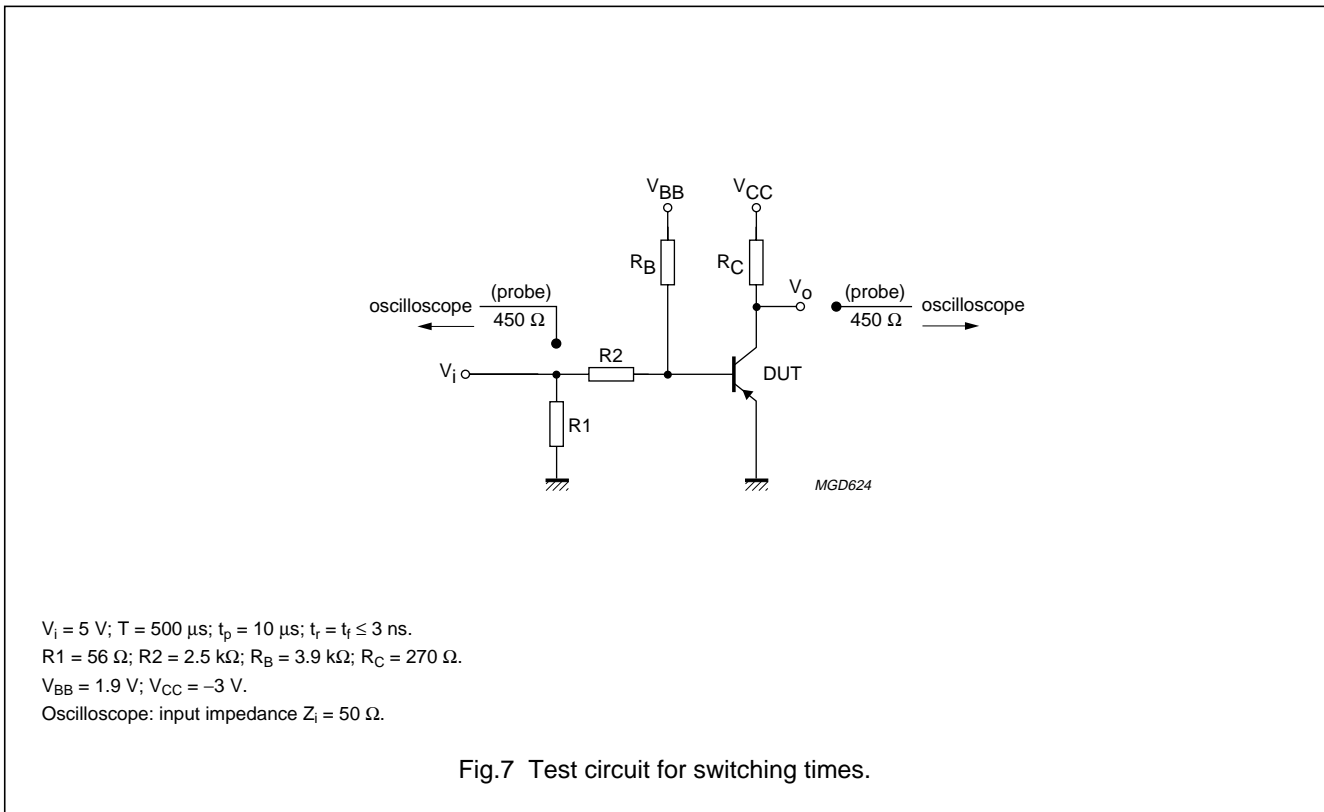 V_BB
V_CC
R_B
R_C
V_o
oscilloscope
(probe)
450 Ω
(probe)
450 Ω
oscilloscope
R2
V_i
DUT
R1
MGD624
V_i = 5 V; T = 500 μs; t_p = 10 μs; t_r = t_f ≤ 3 ns.
R1 = 56 Ω; R2 = 2.5 kΩ; R_B = 3.9 kΩ; R_C = 270 Ω.
V_BB = 1.9 V; V_CC = −3 V.
Oscilloscope: input impedance Z_i = 50 Ω.
Fig.7 Test circuit for switching times.